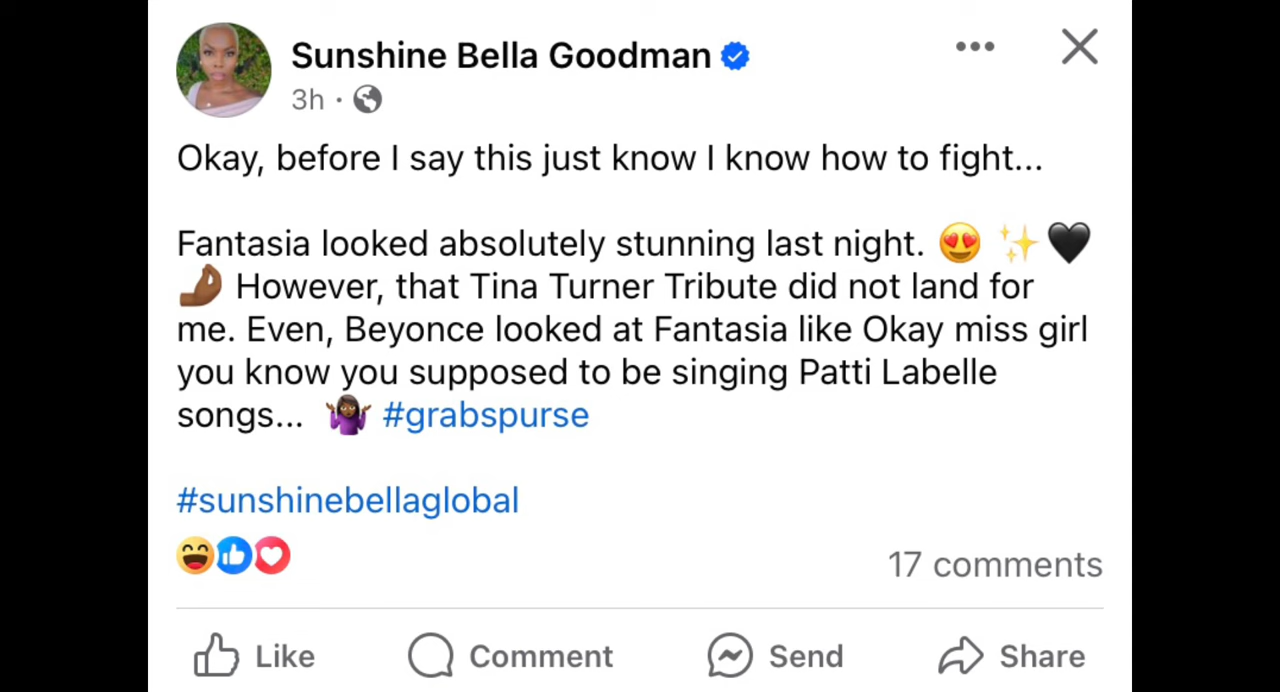 Sunshine Bella Goodman
3h ·
Okay, before I say this just know I know how to fight...
Fantasia looked absolutely stunning last night. 😍 ✨🖤
🤌🏾 However, that Tina Turner Tribute did not land for
me. Even, Beyonce looked at Fantasia like Okay miss girl
you know you supposed to be singing Patti Labelle
songs... 🤷🏾‍♀️ #grabspurse
#sunshinebellaglobal
17 comments
Like Comment Send Share